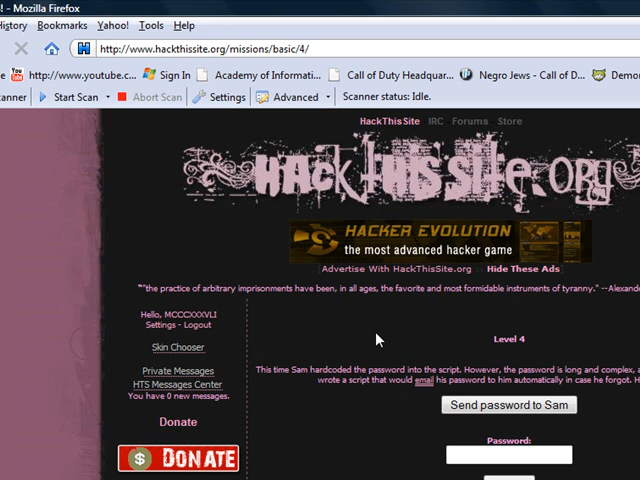 ! - Mozilla Firefox
History Bookmarks Yahoo! Tools Help
http://www.hackthissite.org/missions/basic/4/
http://www.youtube.c... Sign In Academy of Informati... Call of Duty Headquar... Negro Jews - Call of D... Demon
canner Start Scan Abort Scan Settings Advanced Scanner status: Idle.
HackThisSite IRC Forums Store
HACK THIS SITE.ORG
HACKER EVOLUTION
the most advanced hacker game
[Advertise With HackThisSite.org :: Hide These Ads]
"the practice of arbitrary imprisonments have been, in all ages, the favorite and most formidable instruments of tyranny." --Alexande
Hello, MCCCXXXVLI
Settings - Logout
Skin Chooser
Private Messages
HTS Messages Center
You have 0 new messages.
Donate
$ DONATE
Level 4
This time Sam hardcoded the password into the script. However, the password is long and complex, a
wrote a script that would email his password to him automatically in case he forgot. H
Send password to Sam
Password: